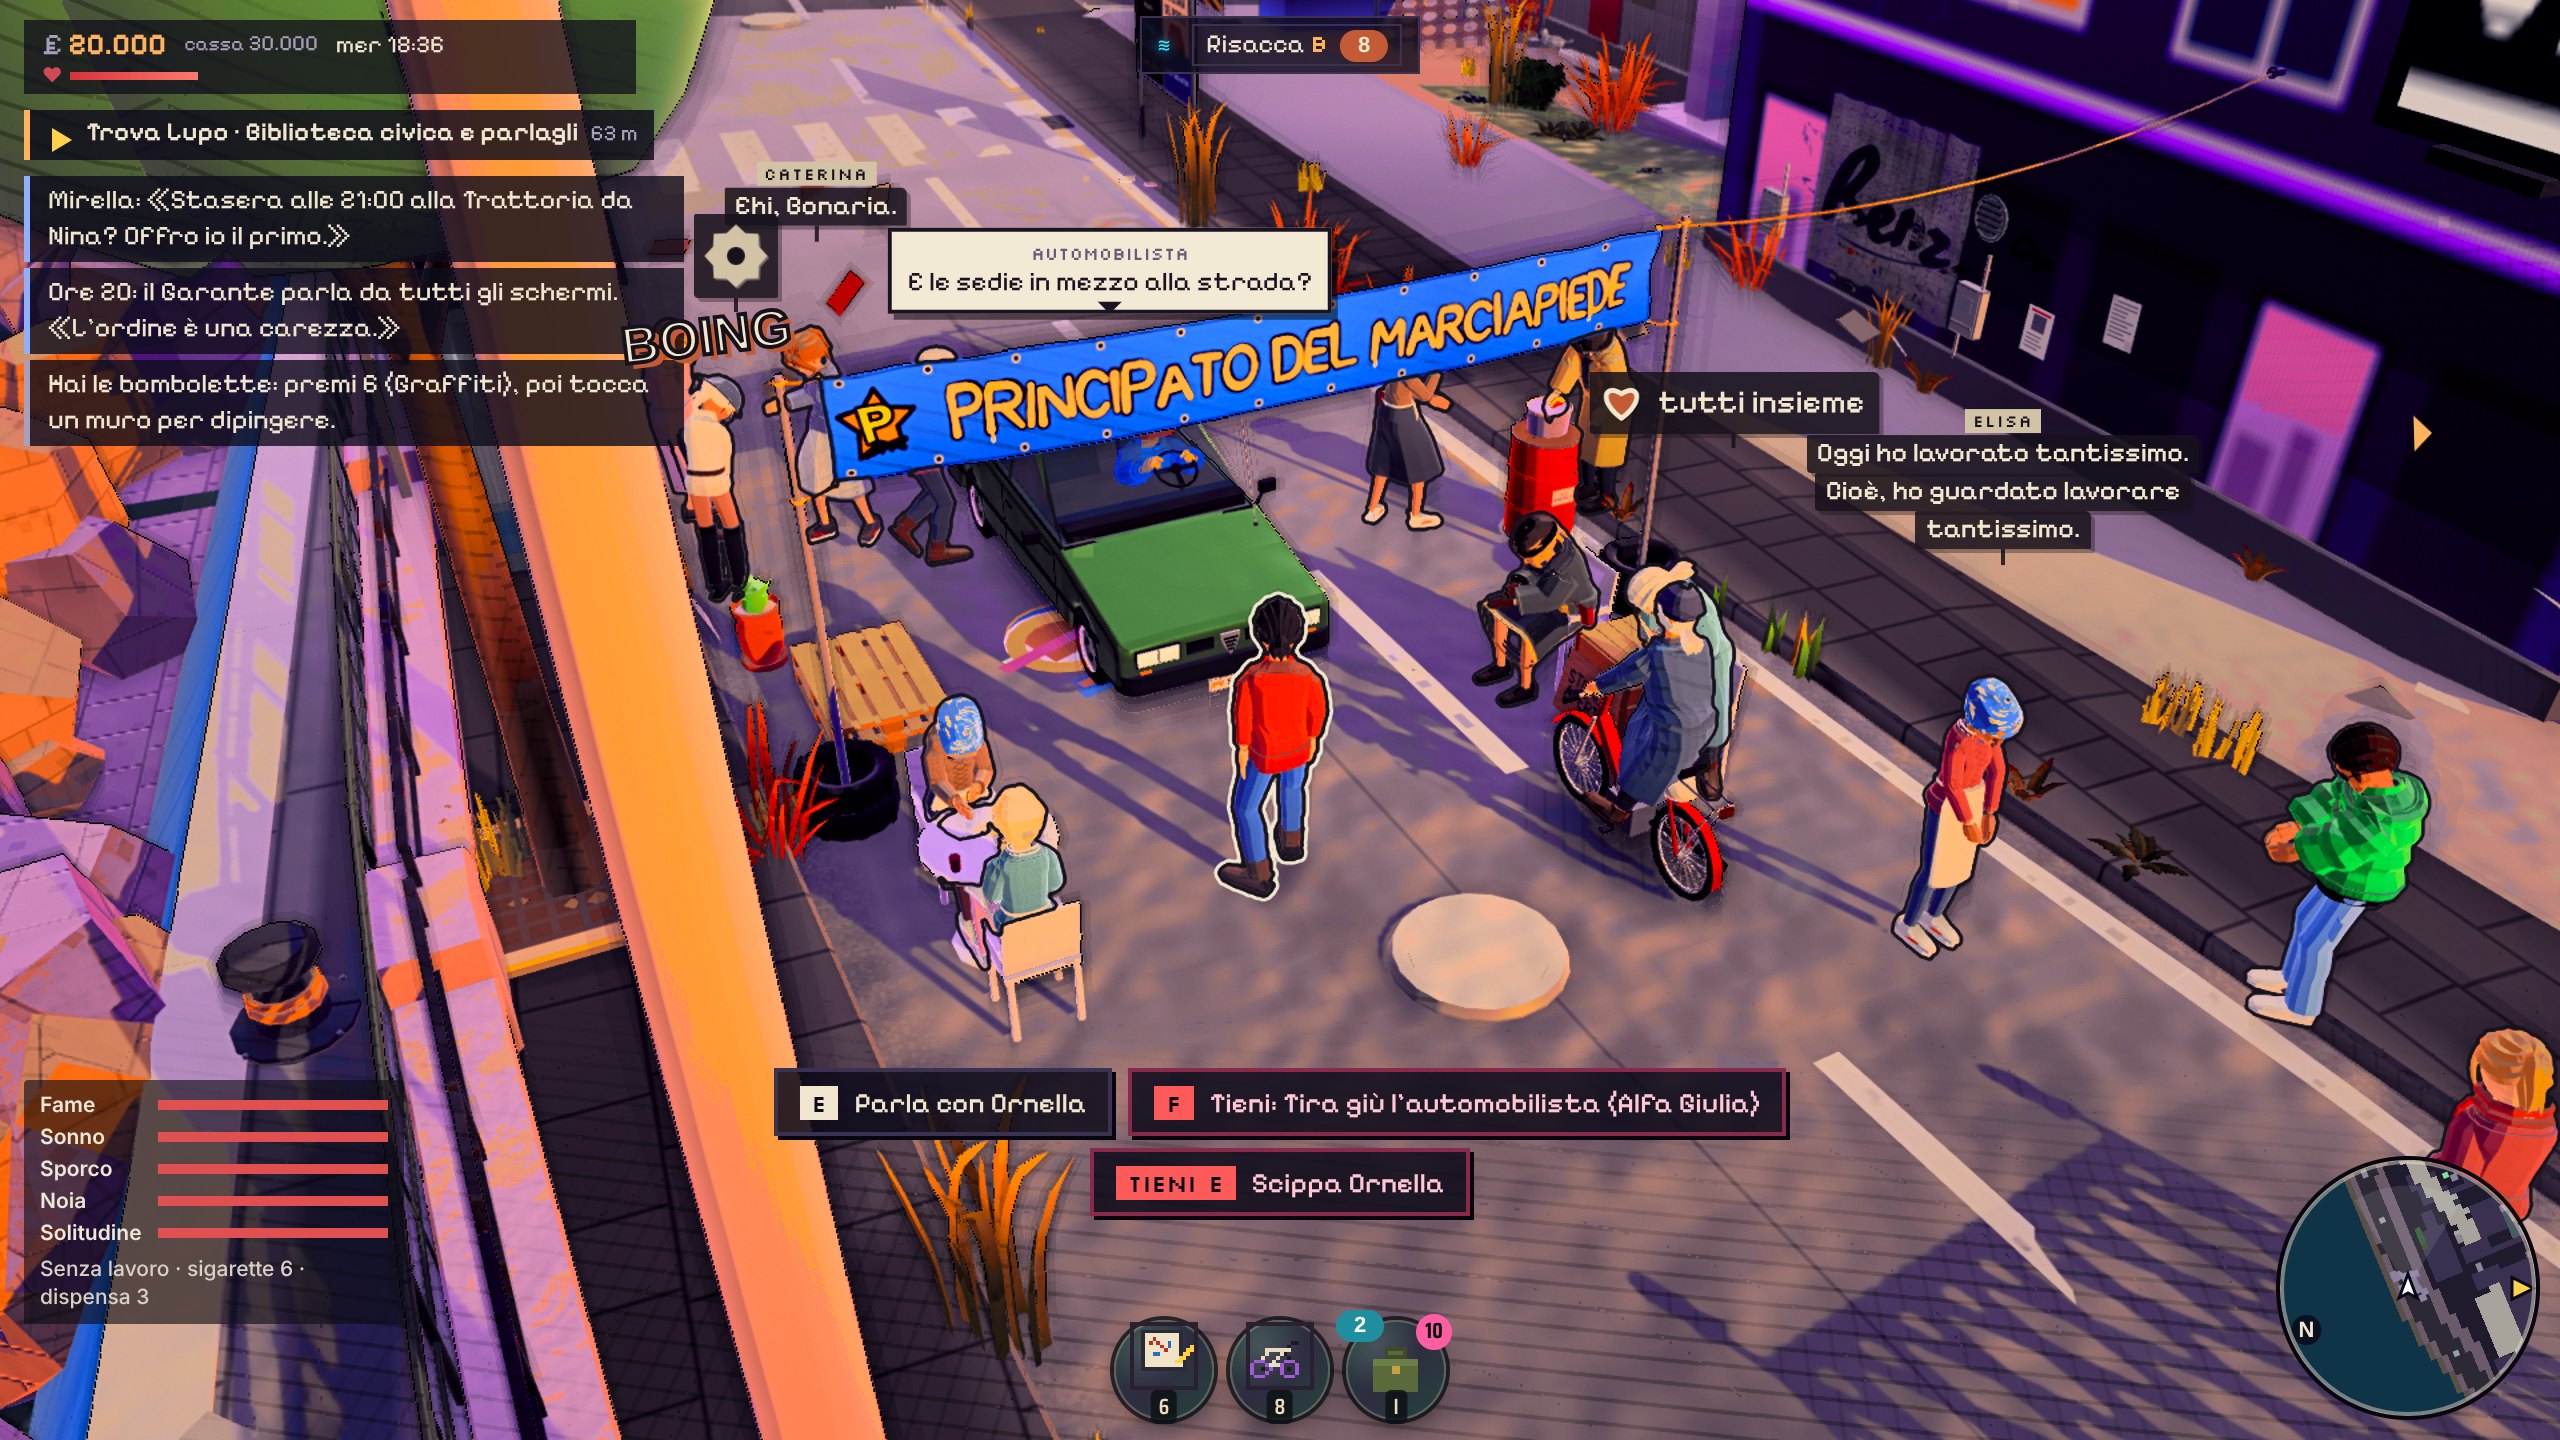 £ 20.000 cassa 30.000 mer 18:36
Risacca B 8
Trova Lupo · Biblioteca civica e parlagli 63 m
Mirella: «Stasera alle 21:00 alla Trattoria da
Nina? Offro io il primo.»
Ore 20: il Garante parla da tutti gli schermi.
«L'ordine è una carezza.»
Hai le bombolette: premi 6 (Graffiti), poi tocca
un muro per dipingere.
CATERINA
Ehi, Bonaria.
AUTOMOBILISTA
E le sedie in mezzo alla strada?
BOING
P PRINCIPATO DEL MARCIAPIEDE
tutti insieme
ELISA
Oggi ho lavorato tantissimo.
Cioè, ho guardato lavorare
tantissimo.
E Parla con Ornella
F Tieni: Tira giù l'automobilista (Alfa Giulia)
TIENI E Scippa Ornella
Fame
Sonno
Sporco
Noia
Solitudine
Senza lavoro · sigarette 6 ·
dispensa 3
2 10
6 8 I
N